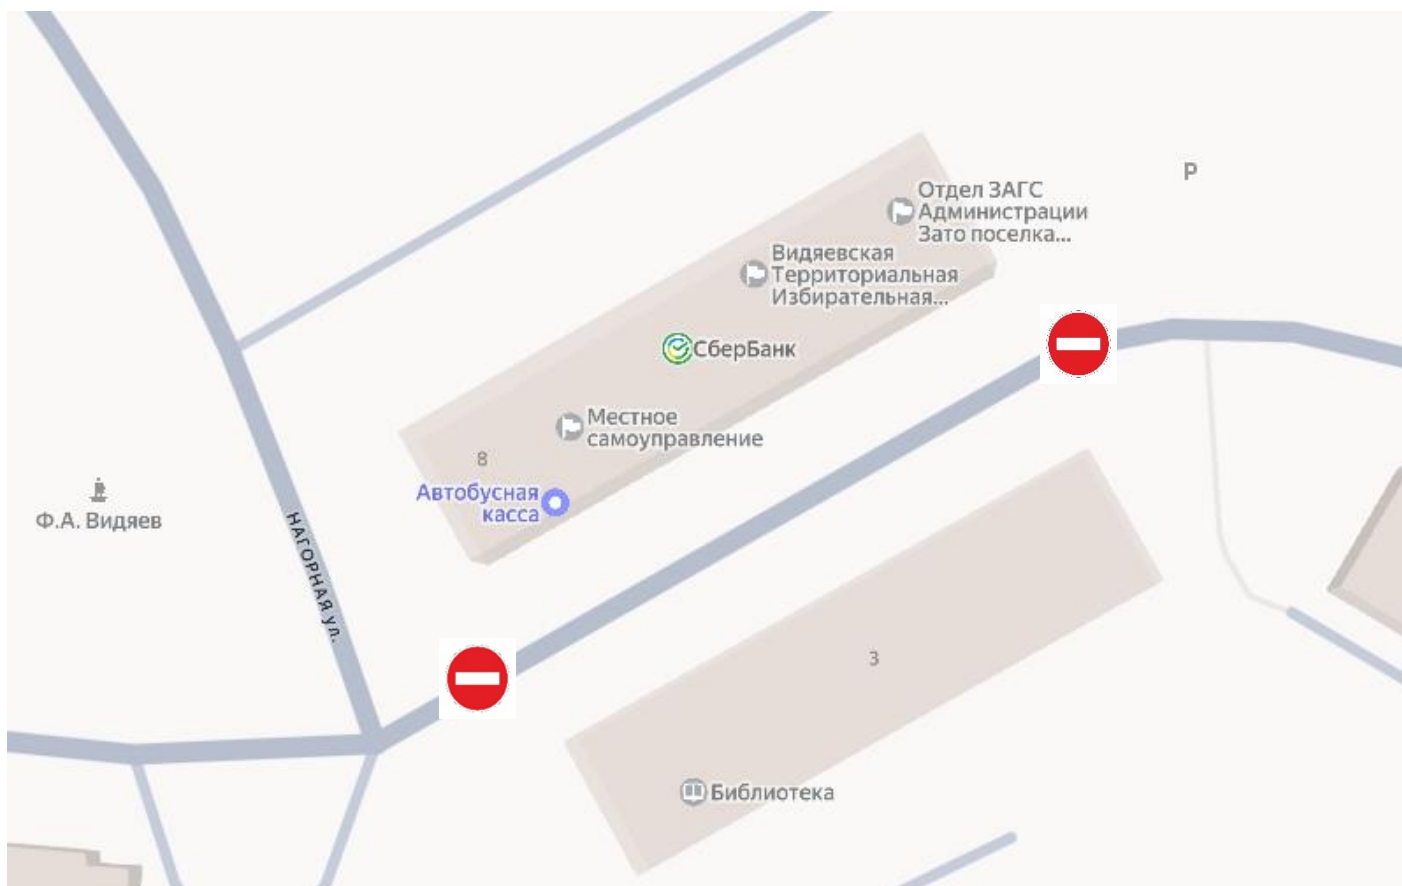 P
Отдел ЗАГС
Администрации
Зато поселка...
Видяевская
Территориальная
Избирательная...
СберБанк
Местное
самоуправление
8
Автобусная
касса
Ф.А. Видяев
НАГОРНАЯ ул.
3
Библиотека